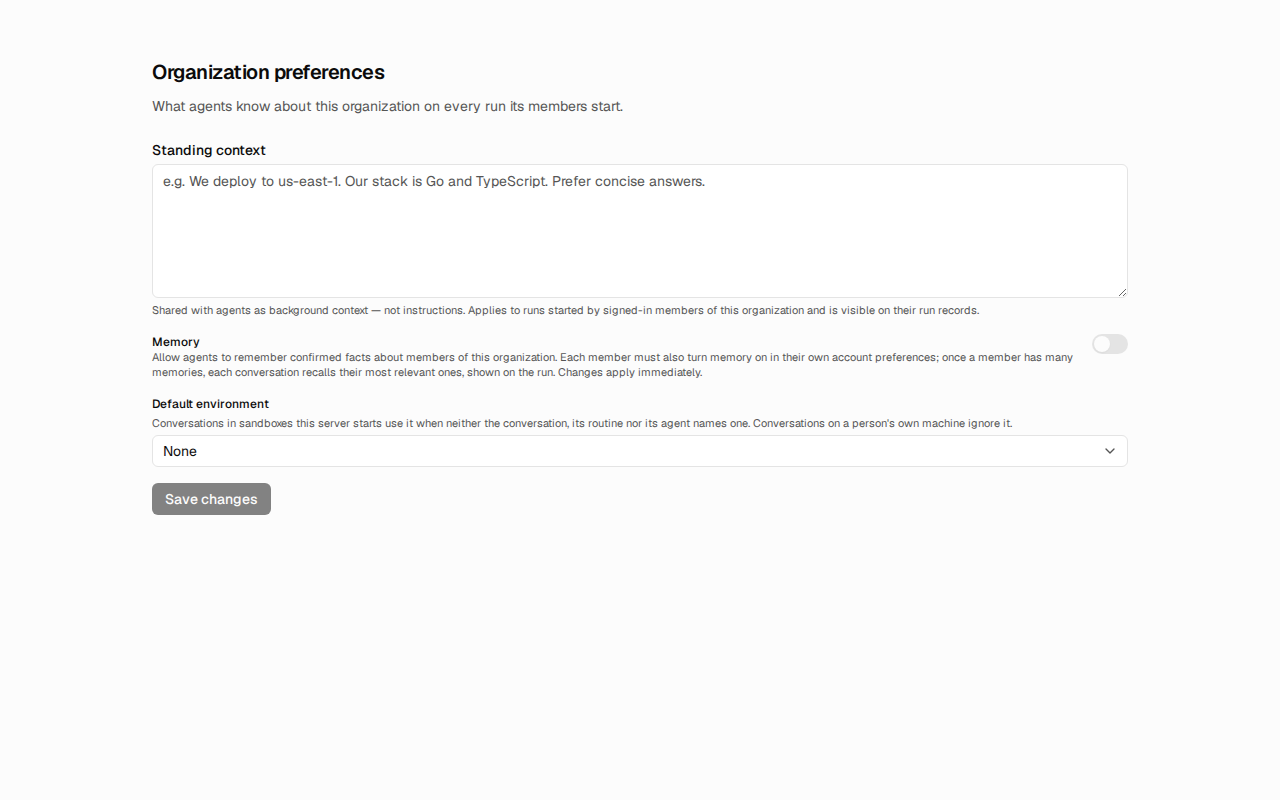 Organization preferences
What agents know about this organization on every run its members start.
Standing context
e.g. We deploy to us-east-1. Our stack is Go and TypeScript. Prefer concise answers.
Shared with agents as background context — not instructions. Applies to runs started by signed-in members of this organization and is visible on their run records.
Memory
Allow agents to remember confirmed facts about members of this organization. Each member must also turn memory on in their own account preferences; once a member has many
memories, each conversation recalls their most relevant ones, shown on the run. Changes apply immediately.
Default environment
Conversations in sandboxes this server starts use it when neither the conversation, its routine nor its agent names one. Conversations on a person's own machine ignore it.
None
Save changes